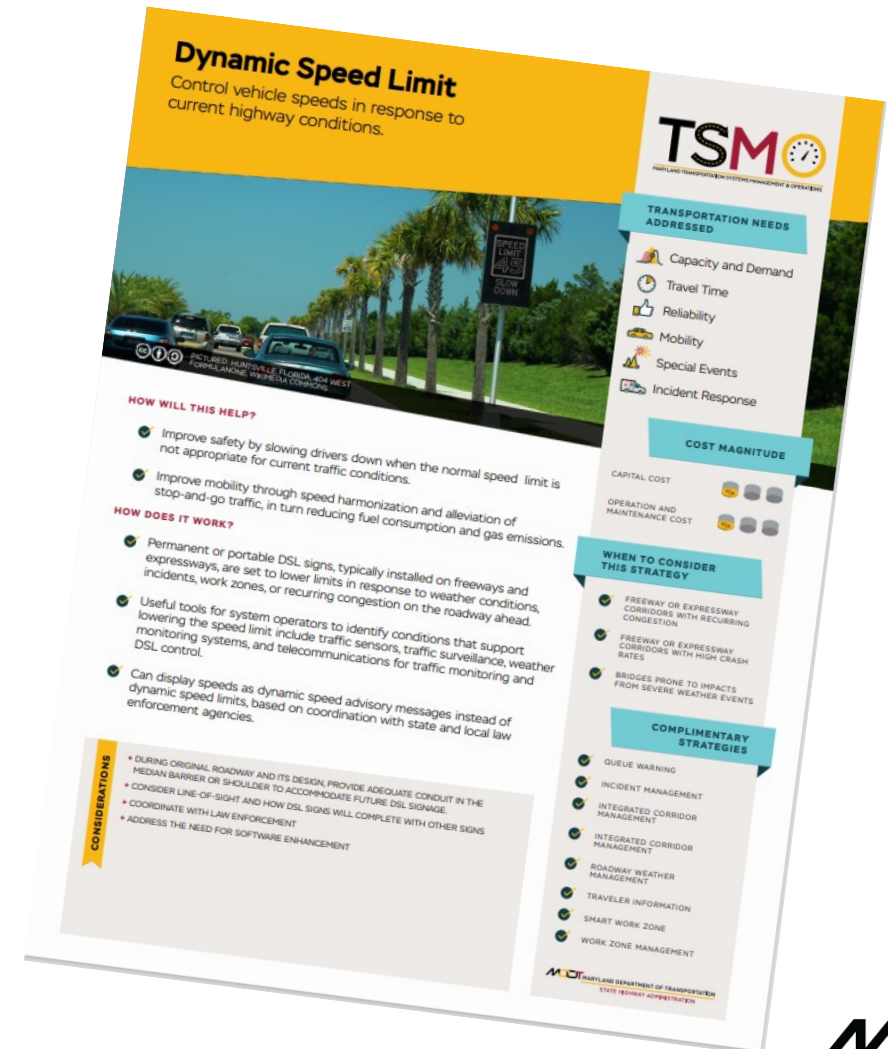 Dynamic Speed Limit
Control vehicle speeds in response to
current highway conditions.
TSMO
MARYLAND TRANSPORTATION SYSTEMS MANAGEMENT & OPERATIONS
SPEED
LIMIT
45
SLOW
DOWN
PICTURED: HUNTSVILLE, FLORIDA, 404 WEST
FORMULANONE, WIKIMEDIA COMMONS
HOW WILL THIS HELP?
Improve safety by slowing drivers down when the normal speed limit is
not appropriate for current traffic conditions.
Improve mobility through speed harmonization and alleviation of
stop-and-go traffic, in turn reducing fuel consumption and gas emissions.
HOW DOES IT WORK?
Permanent or portable DSL signs, typically installed on freeways and
expressways, are set to lower limits in response to weather conditions,
incidents, work zones, or recurring congestion on the roadway ahead.
Useful tools for system operators to identify conditions that support
lowering the speed limit include traffic sensors, traffic surveillance, weather
monitoring systems, and telecommunications for traffic monitoring and
DSL control.
Can display speeds as dynamic speed advisory messages instead of
dynamic speed limits, based on coordination with state and local law
enforcement agencies.
CONSIDERATIONS
+ DURING ORIGINAL ROADWAY AND ITS DESIGN, PROVIDE ADEQUATE CONDUIT IN THE
MEDIAN BARRIER OR SHOULDER TO ACCOMMODATE FUTURE DSL SIGNAGE.
+ CONSIDER LINE-OF-SIGHT AND HOW DSL SIGNS WILL COMPLETE WITH OTHER SIGNS
+ COORDINATE WITH LAW ENFORCEMENT
+ ADDRESS THE NEED FOR SOFTWARE ENHANCEMENT
TRANSPORTATION NEEDS
ADDRESSED
Capacity and Demand
Travel Time
Reliability
Mobility
Special Events
Incident Response
COST MAGNITUDE
CAPITAL COST
OPERATION AND
MAINTENANCE COST
WHEN TO CONSIDER
THIS STRATEGY
FREEWAY OR EXPRESSWAY
CORRIDORS WITH RECURRING
CONGESTION
FREEWAY OR EXPRESSWAY
CORRIDORS WITH HIGH CRASH
RATES
BRIDGES PRONE TO IMPACTS
FROM SEVERE WEATHER EVENTS
COMPLIMENTARY
STRATEGIES
QUEUE WARNING
INCIDENT MANAGEMENT
INTEGRATED CORRIDOR
MANAGEMENT
INTEGRATED CORRIDOR
MANAGEMENT
ROADWAY WEATHER
MANAGEMENT
TRAVELER INFORMATION
SMART WORK ZONE
WORK ZONE MANAGEMENT
MDOT MARYLAND DEPARTMENT OF TRANSPORTATION
STATE HIGHWAY ADMINISTRATION